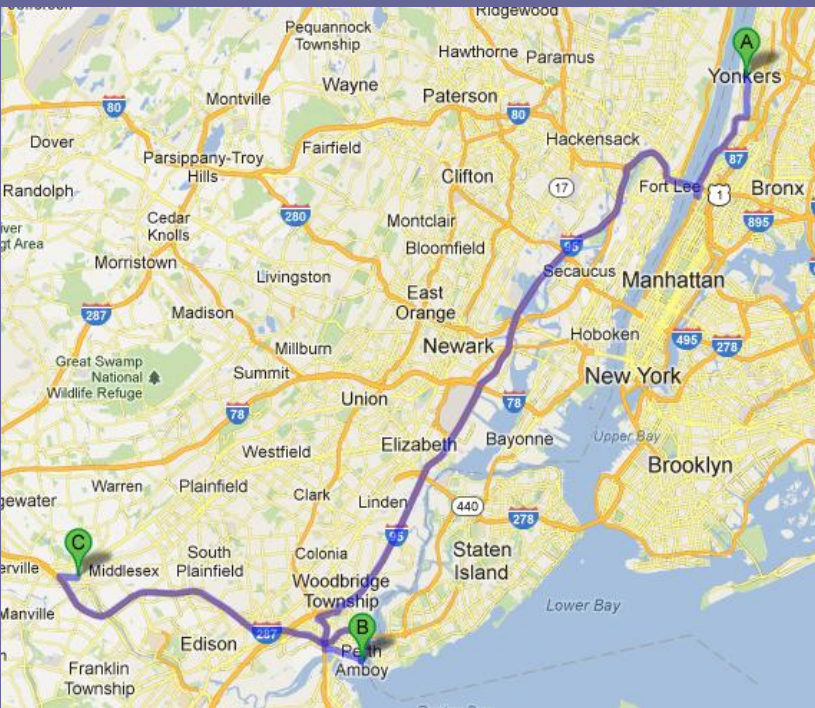 Ridgewood
Pequannock
Township
Hawthorne
Paramus
A
Yonkers
Wayne
Paterson
80
Montville
80
Dover
Parsippany-Troy
Hills
Fairfield
Hackensack
87
Randolph
Clifton
17
Fort Lee
1
Bronx
Cedar
Knolls
280
Montclair
895
Bloomfield
95
Morristown
Livingston
Secaucus
Manhattan
East
Orange
287
Madison
Newark
Hoboken
495
278
Millburn
Great Swamp
National
Wildlife Refuge
Summit
New York
Union
78
78
Elizabeth
Bayonne
Upper Bay
Westfield
Brooklyn
Warren
Plainfield
Clark
Linden
440
278
95
C
Middlesex
South
Plainfield
Colonia
Staten
Island
Woodbridge
Township
Manville
Lower Bay
B
287
Edison
Perth
Amboy
Franklin
Township